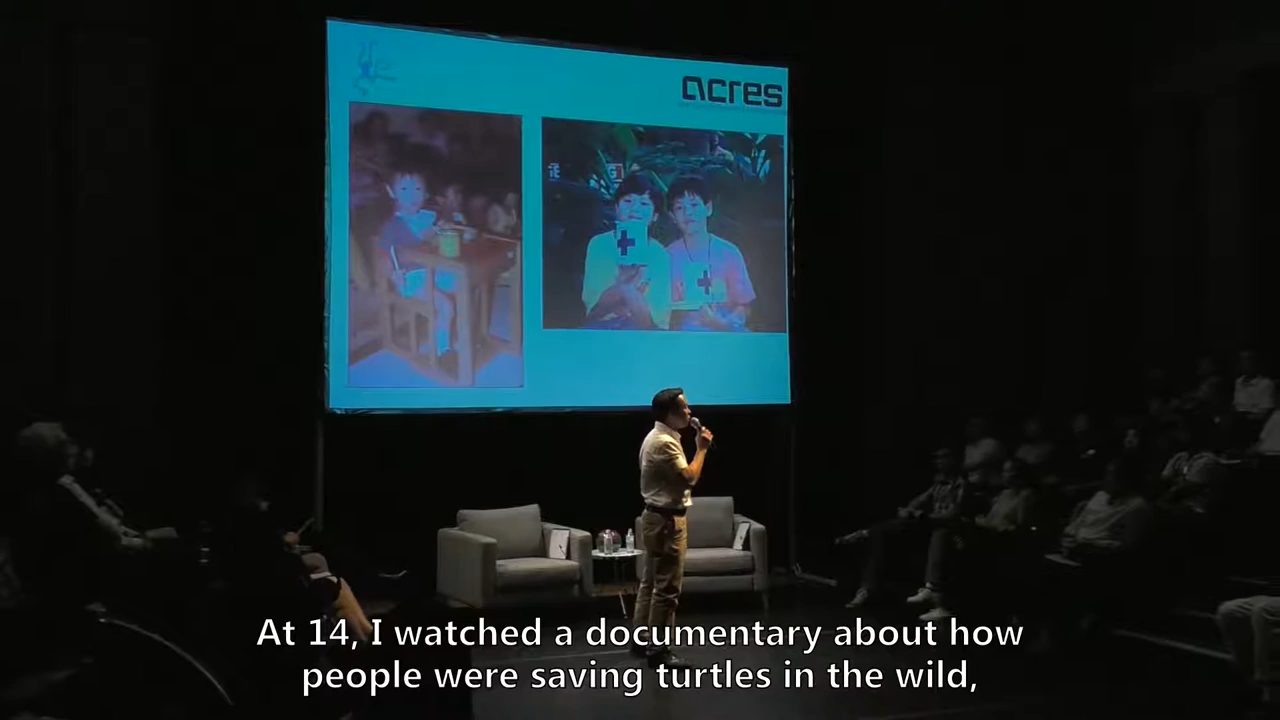 acres
At 14, I watched a documentary about how
people were saving turtles in the wild,